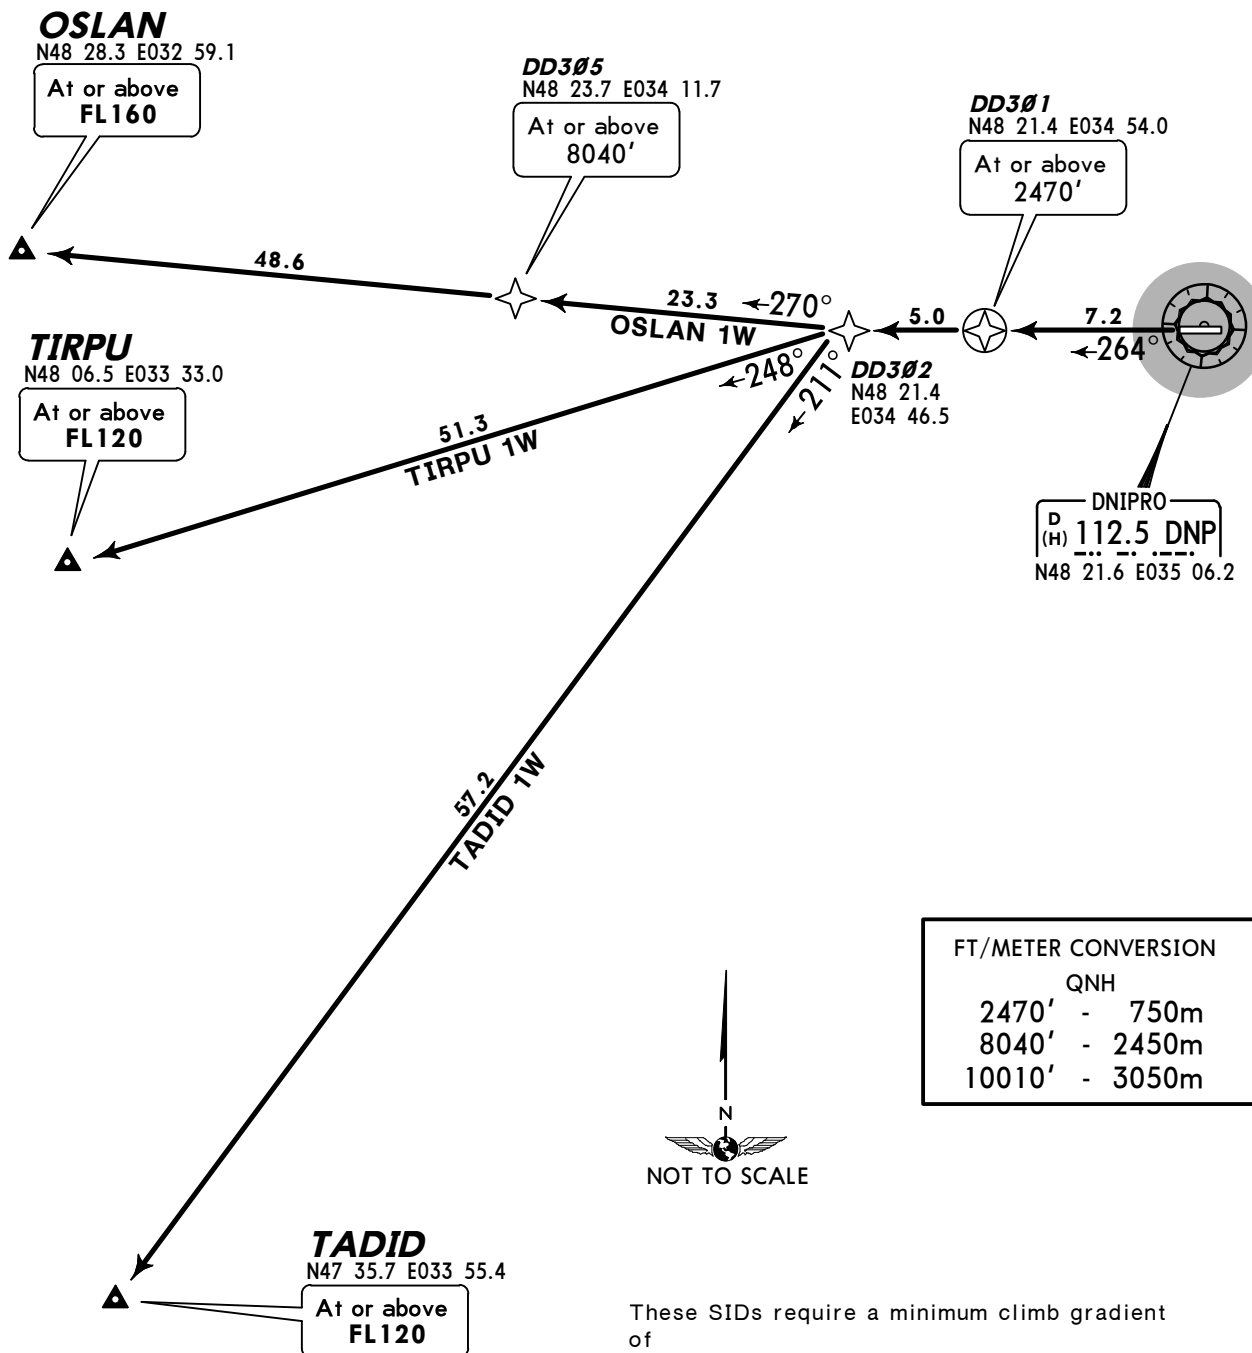 OSLAN
N48 28.3 E032 59.1
At or above
FL160
DD3Ø5
N48 23.7 E034 11.7
At or above
8040'
DD3Ø1
N48 21.4 E034 54.0
At or above
2470'
48.6
23.3
270°
OSLAN 1W
5.0
7.2
264°
TIRPU
N48 06.5 E033 33.0
At or above
FL120
248°
211°
DD3Ø2
N48 21.4
E034 46.5
51.3
TIRPU 1W
DNIPRO
D
(H) 112.5 DNP
N48 21.6 E035 06.2
57.2
TADID 1W
FT/METER CONVERSION
QNH
2470' - 750m
8040' - 2450m
10010' - 3050m
N
NOT TO SCALE
TADID
N47 35.7 E033 55.4
At or above
FL120
These SIDs require a minimum climb gradient
of